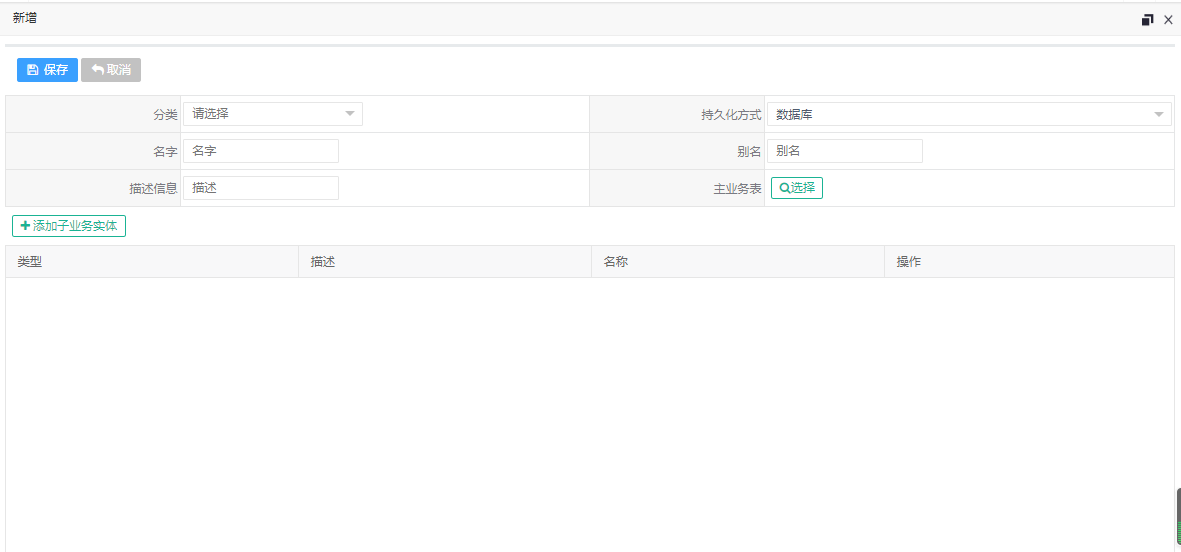 新增
保存 取消
分类 请选择 持久化方式 数据库
名字 名字 别名 别名
描述信息 描述 主业务表 选择
添加子业务实体
类型 描述 名称 操作